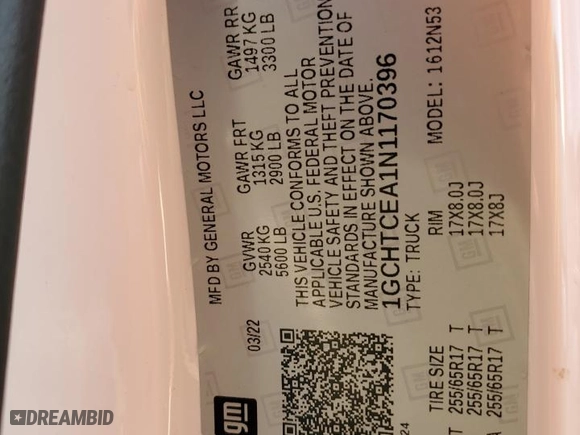 gm
MFD BY GENERAL MOTORS LLC
03/22
GVWR GAWR FRT GAWR RR
2540 KG 1315 KG 1497 KG
5600 LB 2900 LB 3300 LB
THIS VEHICLE CONFORMS TO ALL
APPLICABLE U.S. FEDERAL MOTOR
VEHICLE SAFETY AND THEFT PREVENTION
STANDARDS IN EFFECT ON THE DATE OF
MANUFACTURE SHOWN ABOVE.
1GCHTCEA1N1170396
TYPE: TRUCK MODEL: 1612N53
24
TIRE SIZE RIM
T 255/65R17 T 17X8.0J
255/65R17 T 17X8.0J
A 255/65R17 T 17X8J
DREAMBID